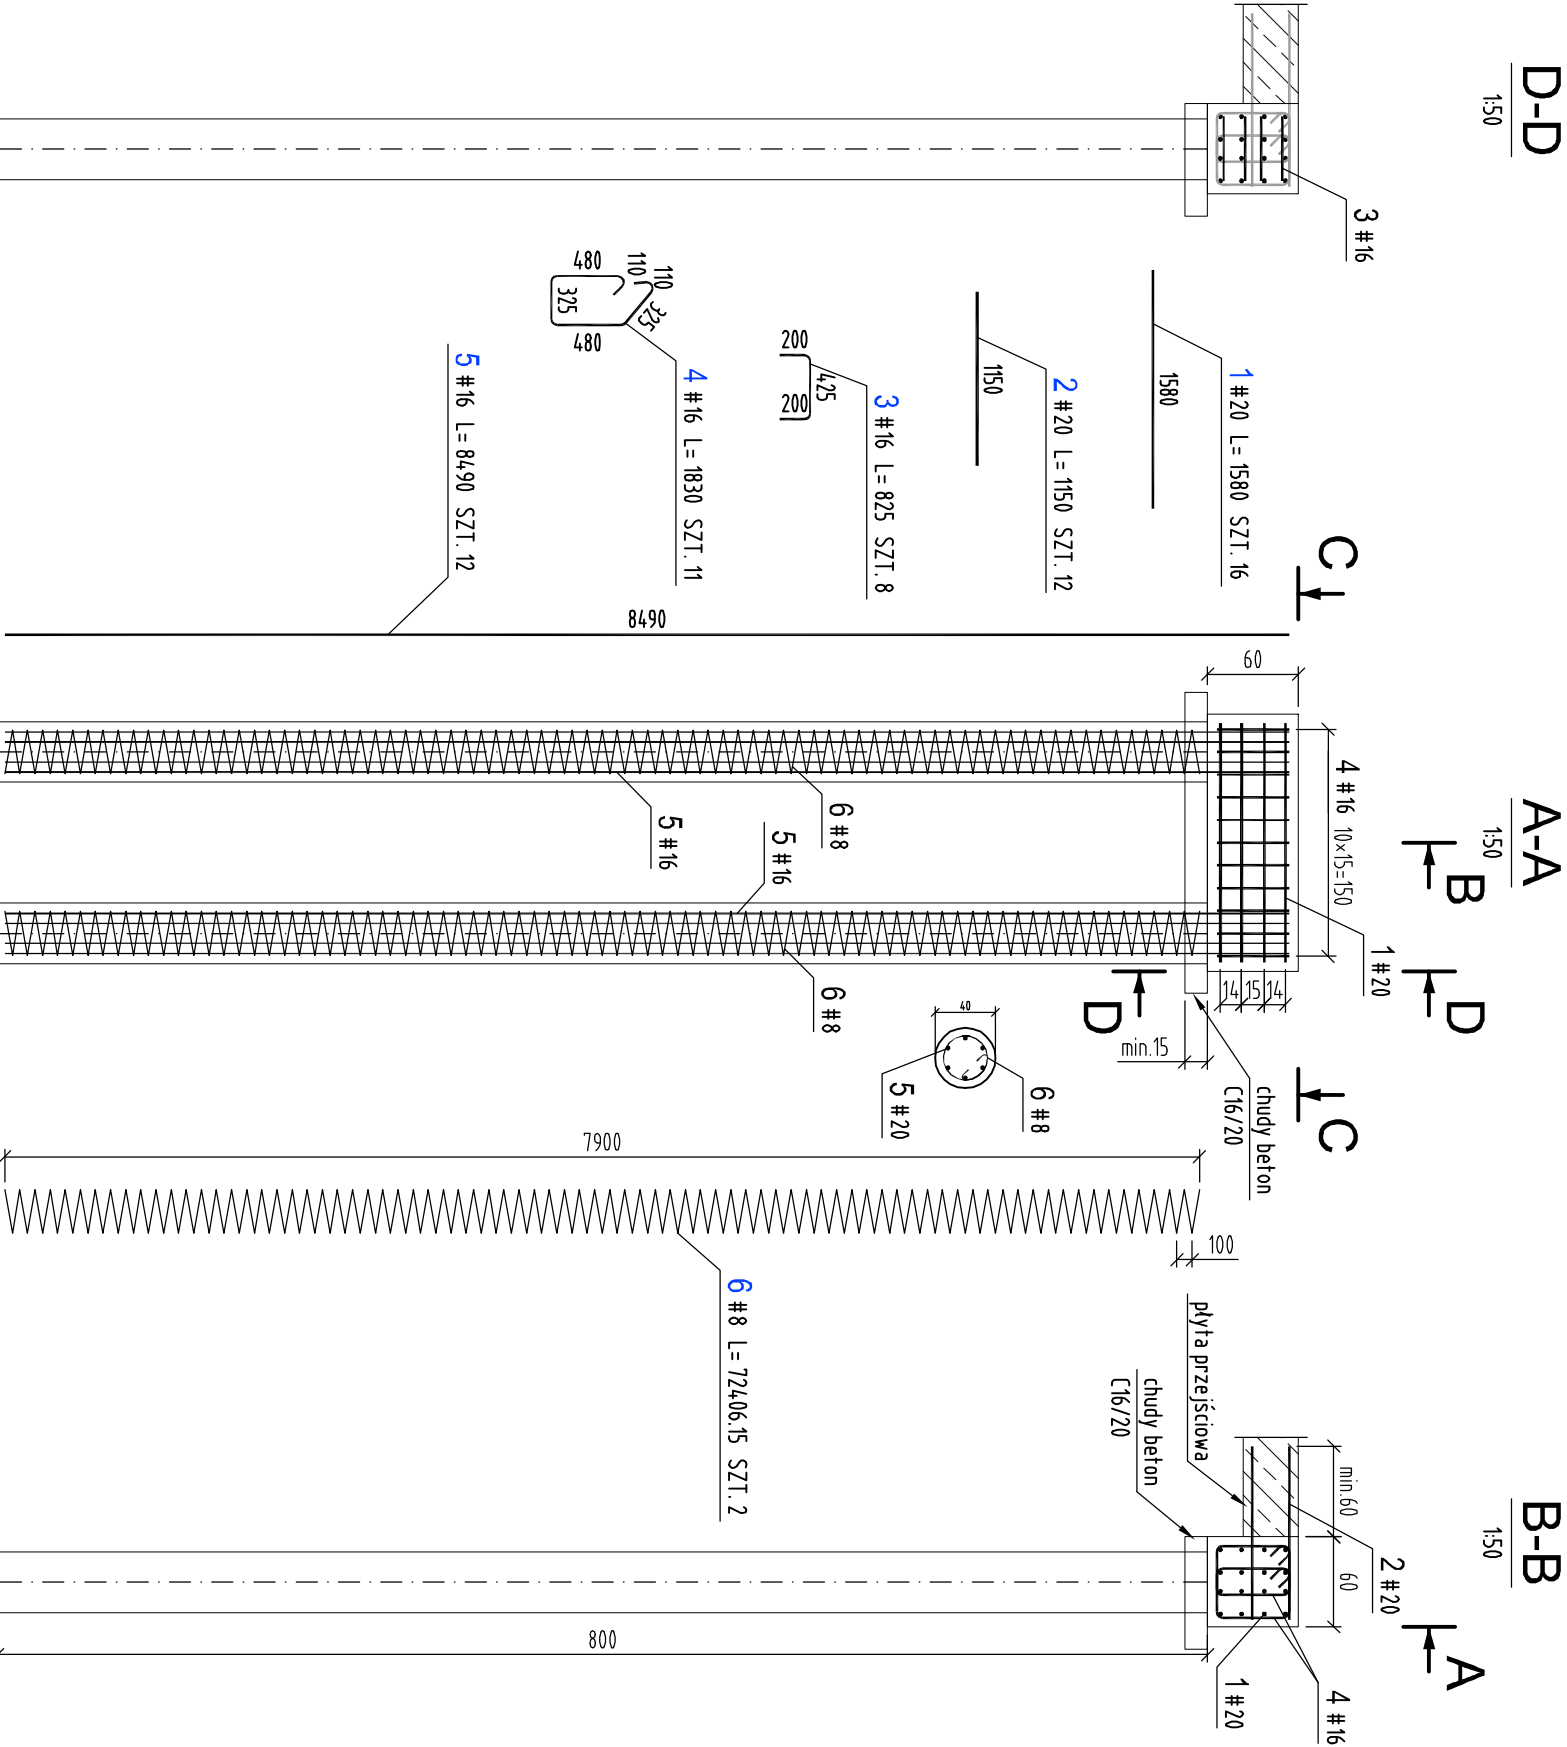 D-D
1:50
3 #16
1 #20 L=1580 SZT. 16
1580
2 #20 L=1150 SZT. 12
1150
3 #16 L=825 SZT. 8
200
425
200
4 #16 L=1830 SZT. 11
110
110
480
325
325
480
5 #16 L=8490 SZT. 12
8490
A-A
1:50
C
C
B
D
D
60
4 #16 10x15=150
1 #20
14
15
14
min.15
chudy beton
C16/20
6 #8
5 #16
5 #16
6 #8
40
6 #8
5 #20
7900
100
6 #8 L=72406.15 SZT. 2
B-B
1:50
A
min.60
60
2 #20
płyta przejściowa
chudy beton
C16/20
4 #16
1 #20
800